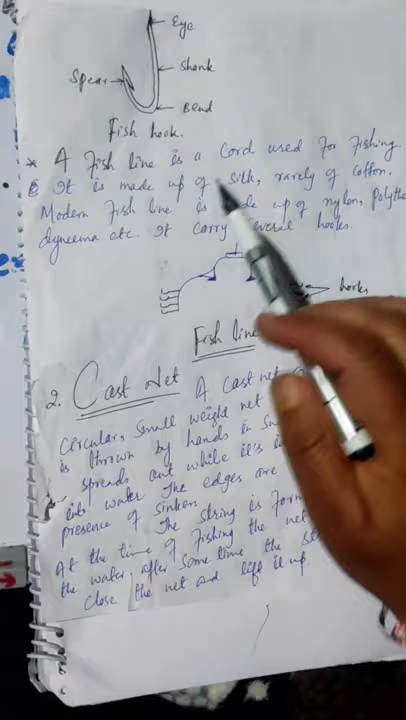 Eye
Shank
Spear
Bend
Fish hook.
* A Fish line is a Cord used For Fishing.
It is made up of silk, rarely of cotton.
Modern Fish line is made up of nylon, Polythe
dyneema etc. It carry several hooks.
hooks
Fish line
2. Cast Net A cast net
Circular, Small weight net
is thrown by hands in
spreads out while it's
into water The edges are
presence of sinkers The string is
At the time of Fishing the net
the water, after some time the
close the net and lift it up.